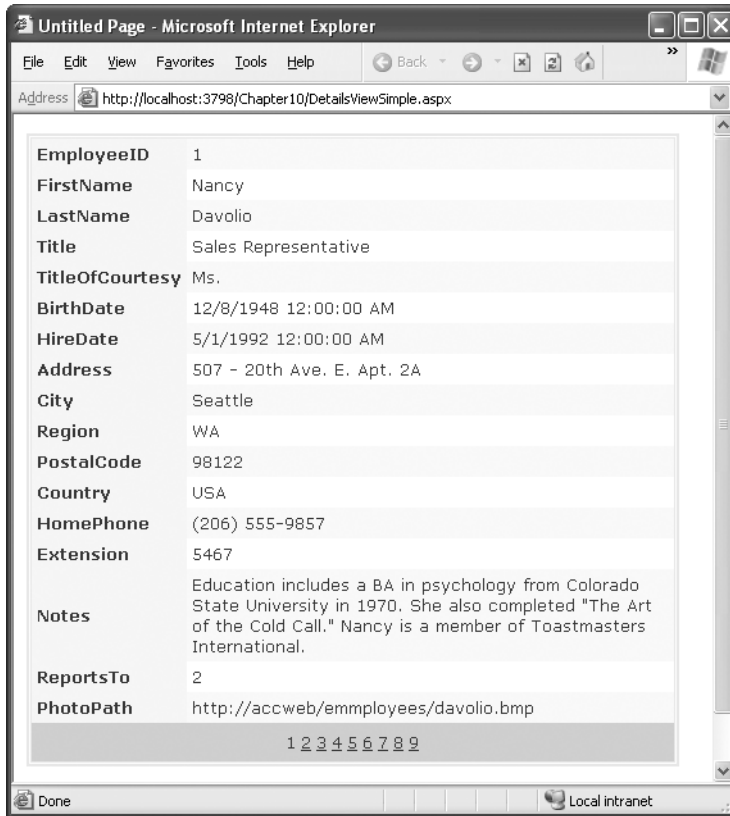 Untitled Page - Microsoft Internet Explorer
File Edit View Favorites Tools Help Back »
Address http://localhost:3798/Chapter10/DetailsViewSimple.aspx
EmployeeID 1
FirstName Nancy
LastName Davolio
Title Sales Representative
TitleOfCourtesy Ms.
BirthDate 12/8/1948 12:00:00 AM
HireDate 5/1/1992 12:00:00 AM
Address 507 - 20th Ave. E. Apt. 2A
City Seattle
Region WA
PostalCode 98122
Country USA
HomePhone (206) 555-9857
Extension 5467
Notes Education includes a BA in psychology from Colorado
State University in 1970. She also completed "The Art
of the Cold Call." Nancy is a member of Toastmasters
International.
ReportsTo 2
PhotoPath http://accweb/emmployees/davolio.bmp
1 2 3 4 5 6 7 8 9
Done Local intranet